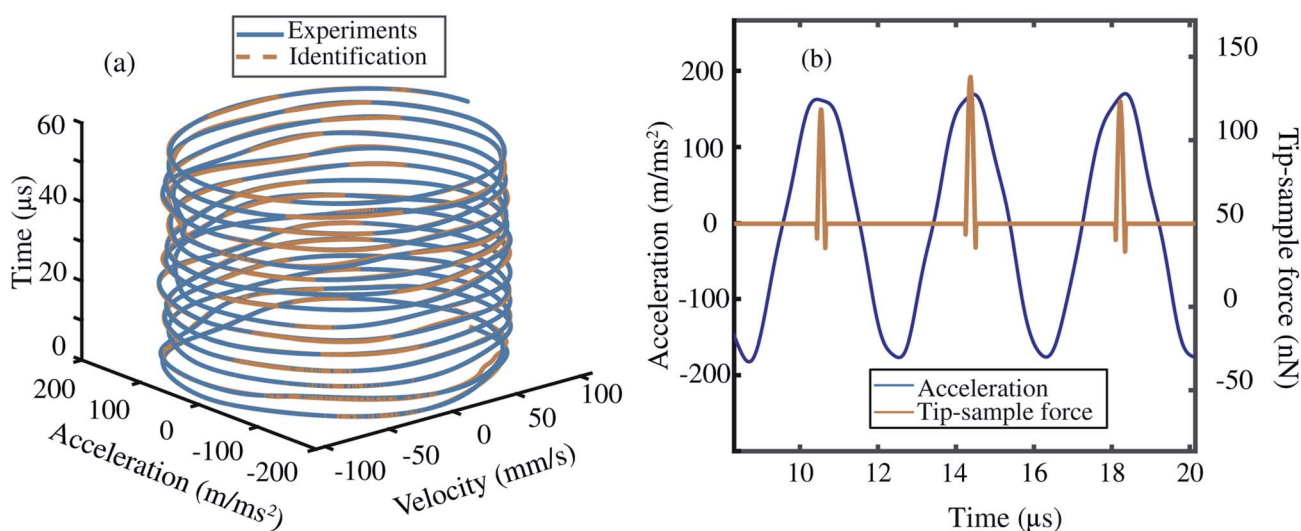 Experiments
Identification
(a)
Time (μs)
60
40
20
0
200
100
0
-100
-200
Acceleration (m/ms²)
-100
-50
0
50
100
Velocity (mm/s)
(b)
Acceleration (m/ms²)
200
100
0
-100
-200
150
100
50
0
-50
Tip-sample force (nN)
Acceleration
Tip-sample force
10 12 14 16 18 20
Time (μs)